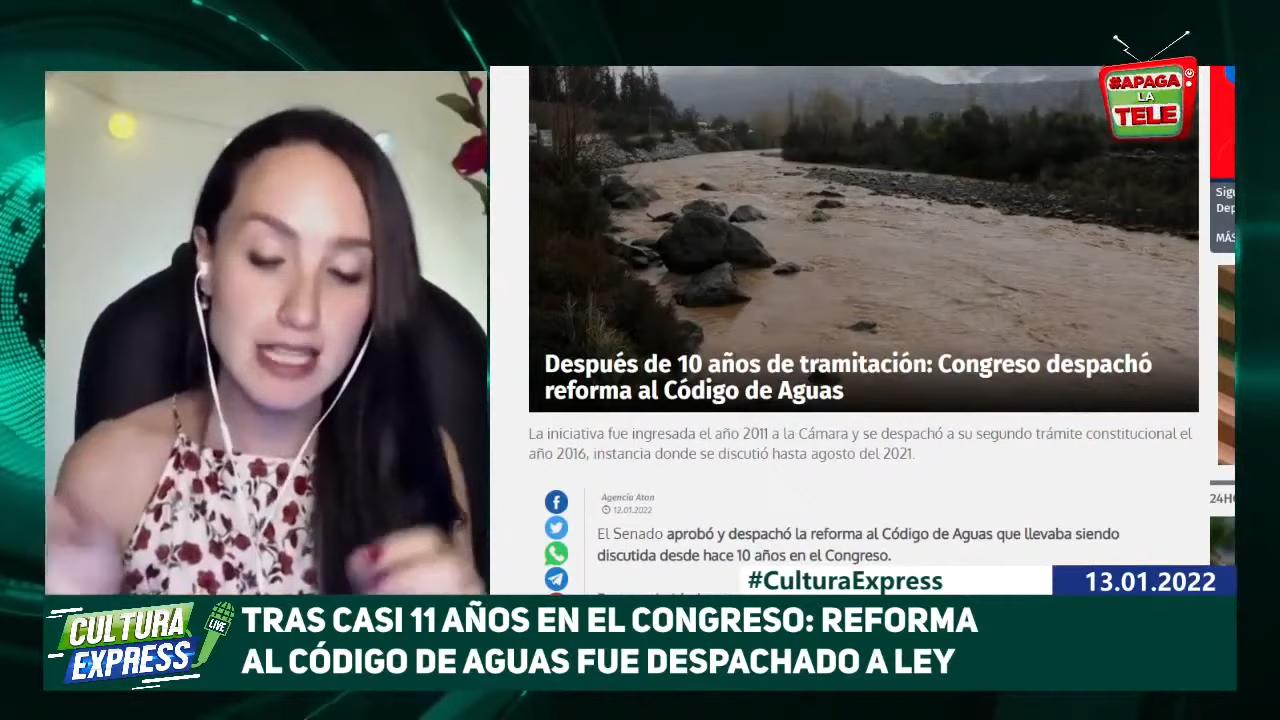 #APAGA
LA
TELE
Sigu
Dep
MÁS
Después de 10 años de tramitación: Congreso despachó
reforma al Código de Aguas
La iniciativa fue ingresada el año 2011 a la Cámara y se despachó a su segundo trámite constitucional el
año 2016, instancia donde se discutió hasta agosto del 2021.
Agencia Aton
12.01.2022
24H
El Senado aprobó y despachó la reforma al Código de Aguas que llevaba siendo
discutida desde hace 10 años en el Congreso.
#CulturaExpress
13.01.2022
CULTURA
EXPRESS
LIVE
TRAS CASI 11 AÑOS EN EL CONGRESO: REFORMA
AL CÓDIGO DE AGUAS FUE DESPACHADO A LEY